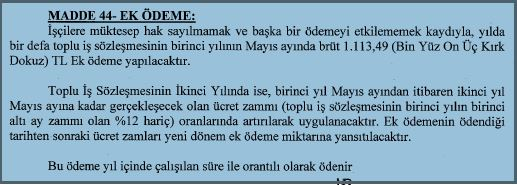 MADDE 44- EK ÖDEME:
İşçilere müktesep hak sayılmamak ve başka bir ödemeyi etkilememek kaydıyla, yılda
bir defa toplu iş sözleşmesinin birinci yılının Mayıs ayında brüt 1.113,49 (Bin Yüz On Üç Kırk
Dokuz) TL Ek ödeme yapılacaktır.
Toplu İş Sözleşmesinin İkinci Yılında ise, birinci yıl Mayıs ayından itibaren ikinci yıl
Mayıs ayına kadar gerçekleşecek olan ücret zammı (toplu iş sözleşmesinin birinci yılın birinci
altı ay zammı olan %12 hariç) oranlarında artırılarak uygulanacaktır. Ek ödemenin ödendiği
tarihten sonraki ücret zamları yeni dönem ek ödeme miktarına yansıtılacaktır.
Bu ödeme yıl içinde çalışılan süre ile orantılı olarak ödenir